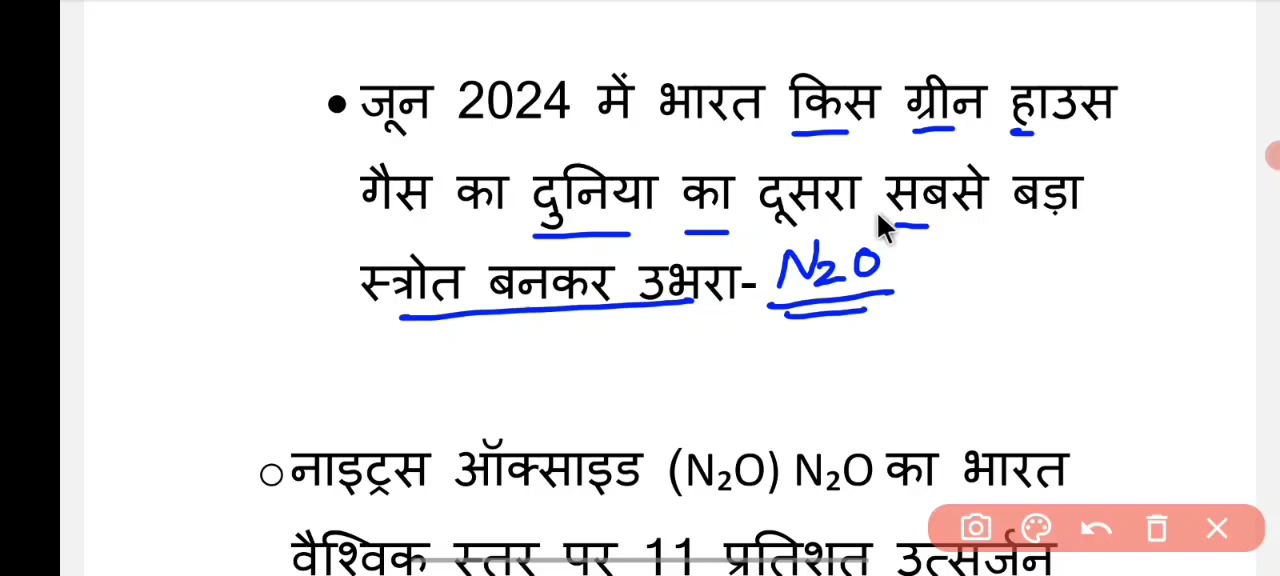 • जून 2024 में भारत किस ग्रीन हाउस
गैस का दुनिया का दूसरा सबसे बड़ा
स्त्रोत बनकर उभरा- N2O
○ नाइट्रस ऑक्साइड (N₂O) N₂O का भारत
वैश्विक स्तर पर 11 प्रतिशत उत्सर्जन